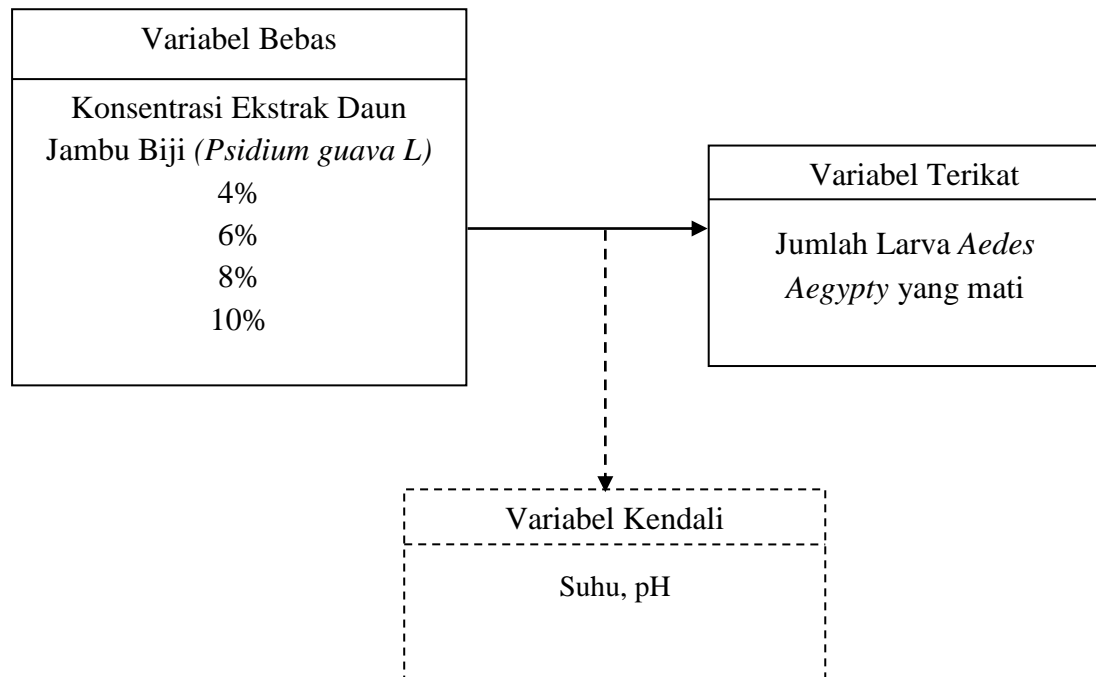 Variabel Bebas
Konsentrasi Ekstrak Daun
Jambu Biji (Psidium guava L)
4%
6%
8%
10%
Variabel Terikat
Jumlah Larva Aedes
Aegypty yang mati
Variabel Kendali
Suhu, pH